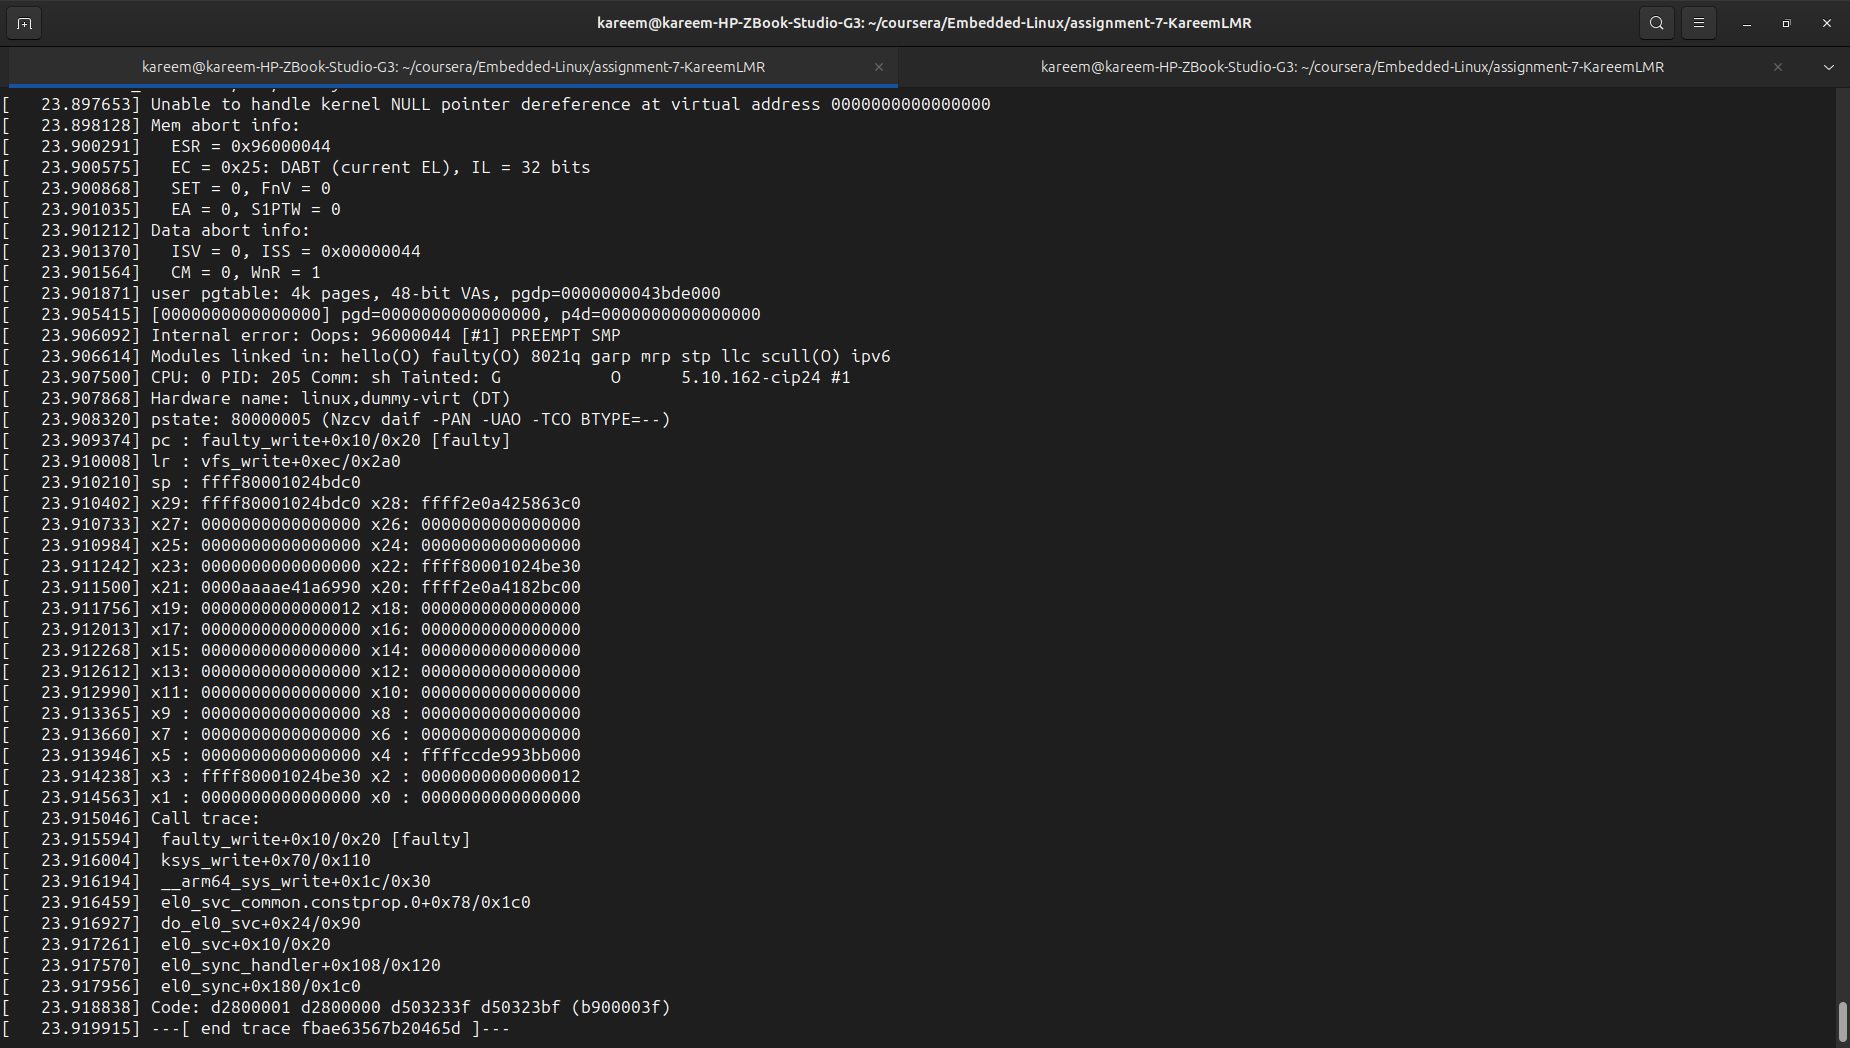 kareem@kareem-HP-ZBook-Studio-G3: ~/coursera/Embedded-Linux/assignment-7-KareemLMR
kareem@kareem-HP-ZBook-Studio-G3: ~/coursera/Embedded-Linux/assignment-7-KareemLMR
kareem@kareem-HP-ZBook-Studio-G3: ~/coursera/Embedded-Linux/assignment-7-KareemLMR
[   23.897653] Unable to handle kernel NULL pointer dereference at virtual address 0000000000000000
[   23.898128] Mem abort info:
[   23.900291]   ESR = 0x96000044
[   23.900575]   EC = 0x25: DABT (current EL), IL = 32 bits
[   23.900868]   SET = 0, FnV = 0
[   23.901035]   EA = 0, S1PTW = 0
[   23.901212] Data abort info:
[   23.901370]   ISV = 0, ISS = 0x00000044
[   23.901564]   CM = 0, WnR = 1
[   23.901871] user pgtable: 4k pages, 48-bit VAs, pgdp=0000000043bde000
[   23.905415] [0000000000000000] pgd=0000000000000000, p4d=0000000000000000
[   23.906092] Internal error: Oops: 96000044 [#1] PREEMPT SMP
[   23.906614] Modules linked in: hello(O) faulty(O) 8021q garp mrp stp llc scull(O) ipv6
[   23.907500] CPU: 0 PID: 205 Comm: sh Tainted: G           O      5.10.162-cip24 #1
[   23.907868] Hardware name: linux,dummy-virt (DT)
[   23.908320] pstate: 80000005 (Nzcv daif -PAN -UAO -TCO BTYPE=--)
[   23.909374] pc : faulty_write+0x10/0x20 [faulty]
[   23.910008] lr : vfs_write+0xec/0x2a0
[   23.910210] sp : ffff80001024bdc0
[   23.910402] x29: ffff80001024bdc0 x28: ffff2e0a425863c0
[   23.910733] x27: 0000000000000000 x26: 0000000000000000
[   23.910984] x25: 0000000000000000 x24: 0000000000000000
[   23.911242] x23: 0000000000000000 x22: ffff80001024be30
[   23.911500] x21: 0000aaaae41a6990 x20: ffff2e0a4182bc00
[   23.911756] x19: 0000000000000012 x18: 0000000000000000
[   23.912013] x17: 0000000000000000 x16: 0000000000000000
[   23.912268] x15: 0000000000000000 x14: 0000000000000000
[   23.912612] x13: 0000000000000000 x12: 0000000000000000
[   23.912990] x11: 0000000000000000 x10: 0000000000000000
[   23.913365] x9 : 0000000000000000 x8 : 0000000000000000
[   23.913660] x7 : 0000000000000000 x6 : 0000000000000000
[   23.913946] x5 : 0000000000000000 x4 : ffffccde993bb000
[   23.914238] x3 : ffff80001024be30 x2 : 0000000000000012
[   23.914563] x1 : 0000000000000000 x0 : 0000000000000000
[   23.915046] Call trace:
[   23.915594]  faulty_write+0x10/0x20 [faulty]
[   23.916004]  ksys_write+0x70/0x110
[   23.916194]  __arm64_sys_write+0x1c/0x30
[   23.916459]  el0_svc_common.constprop.0+0x78/0x1c0
[   23.916927]  do_el0_svc+0x24/0x90
[   23.917261]  el0_svc+0x10/0x20
[   23.917570]  el0_sync_handler+0x108/0x120
[   23.917956]  el0_sync+0x180/0x1c0
[   23.918838] Code: d2800001 d2800000 d503233f d50323bf (b900003f)
[   23.919915] ---[ end trace fbae63567b20465d ]---